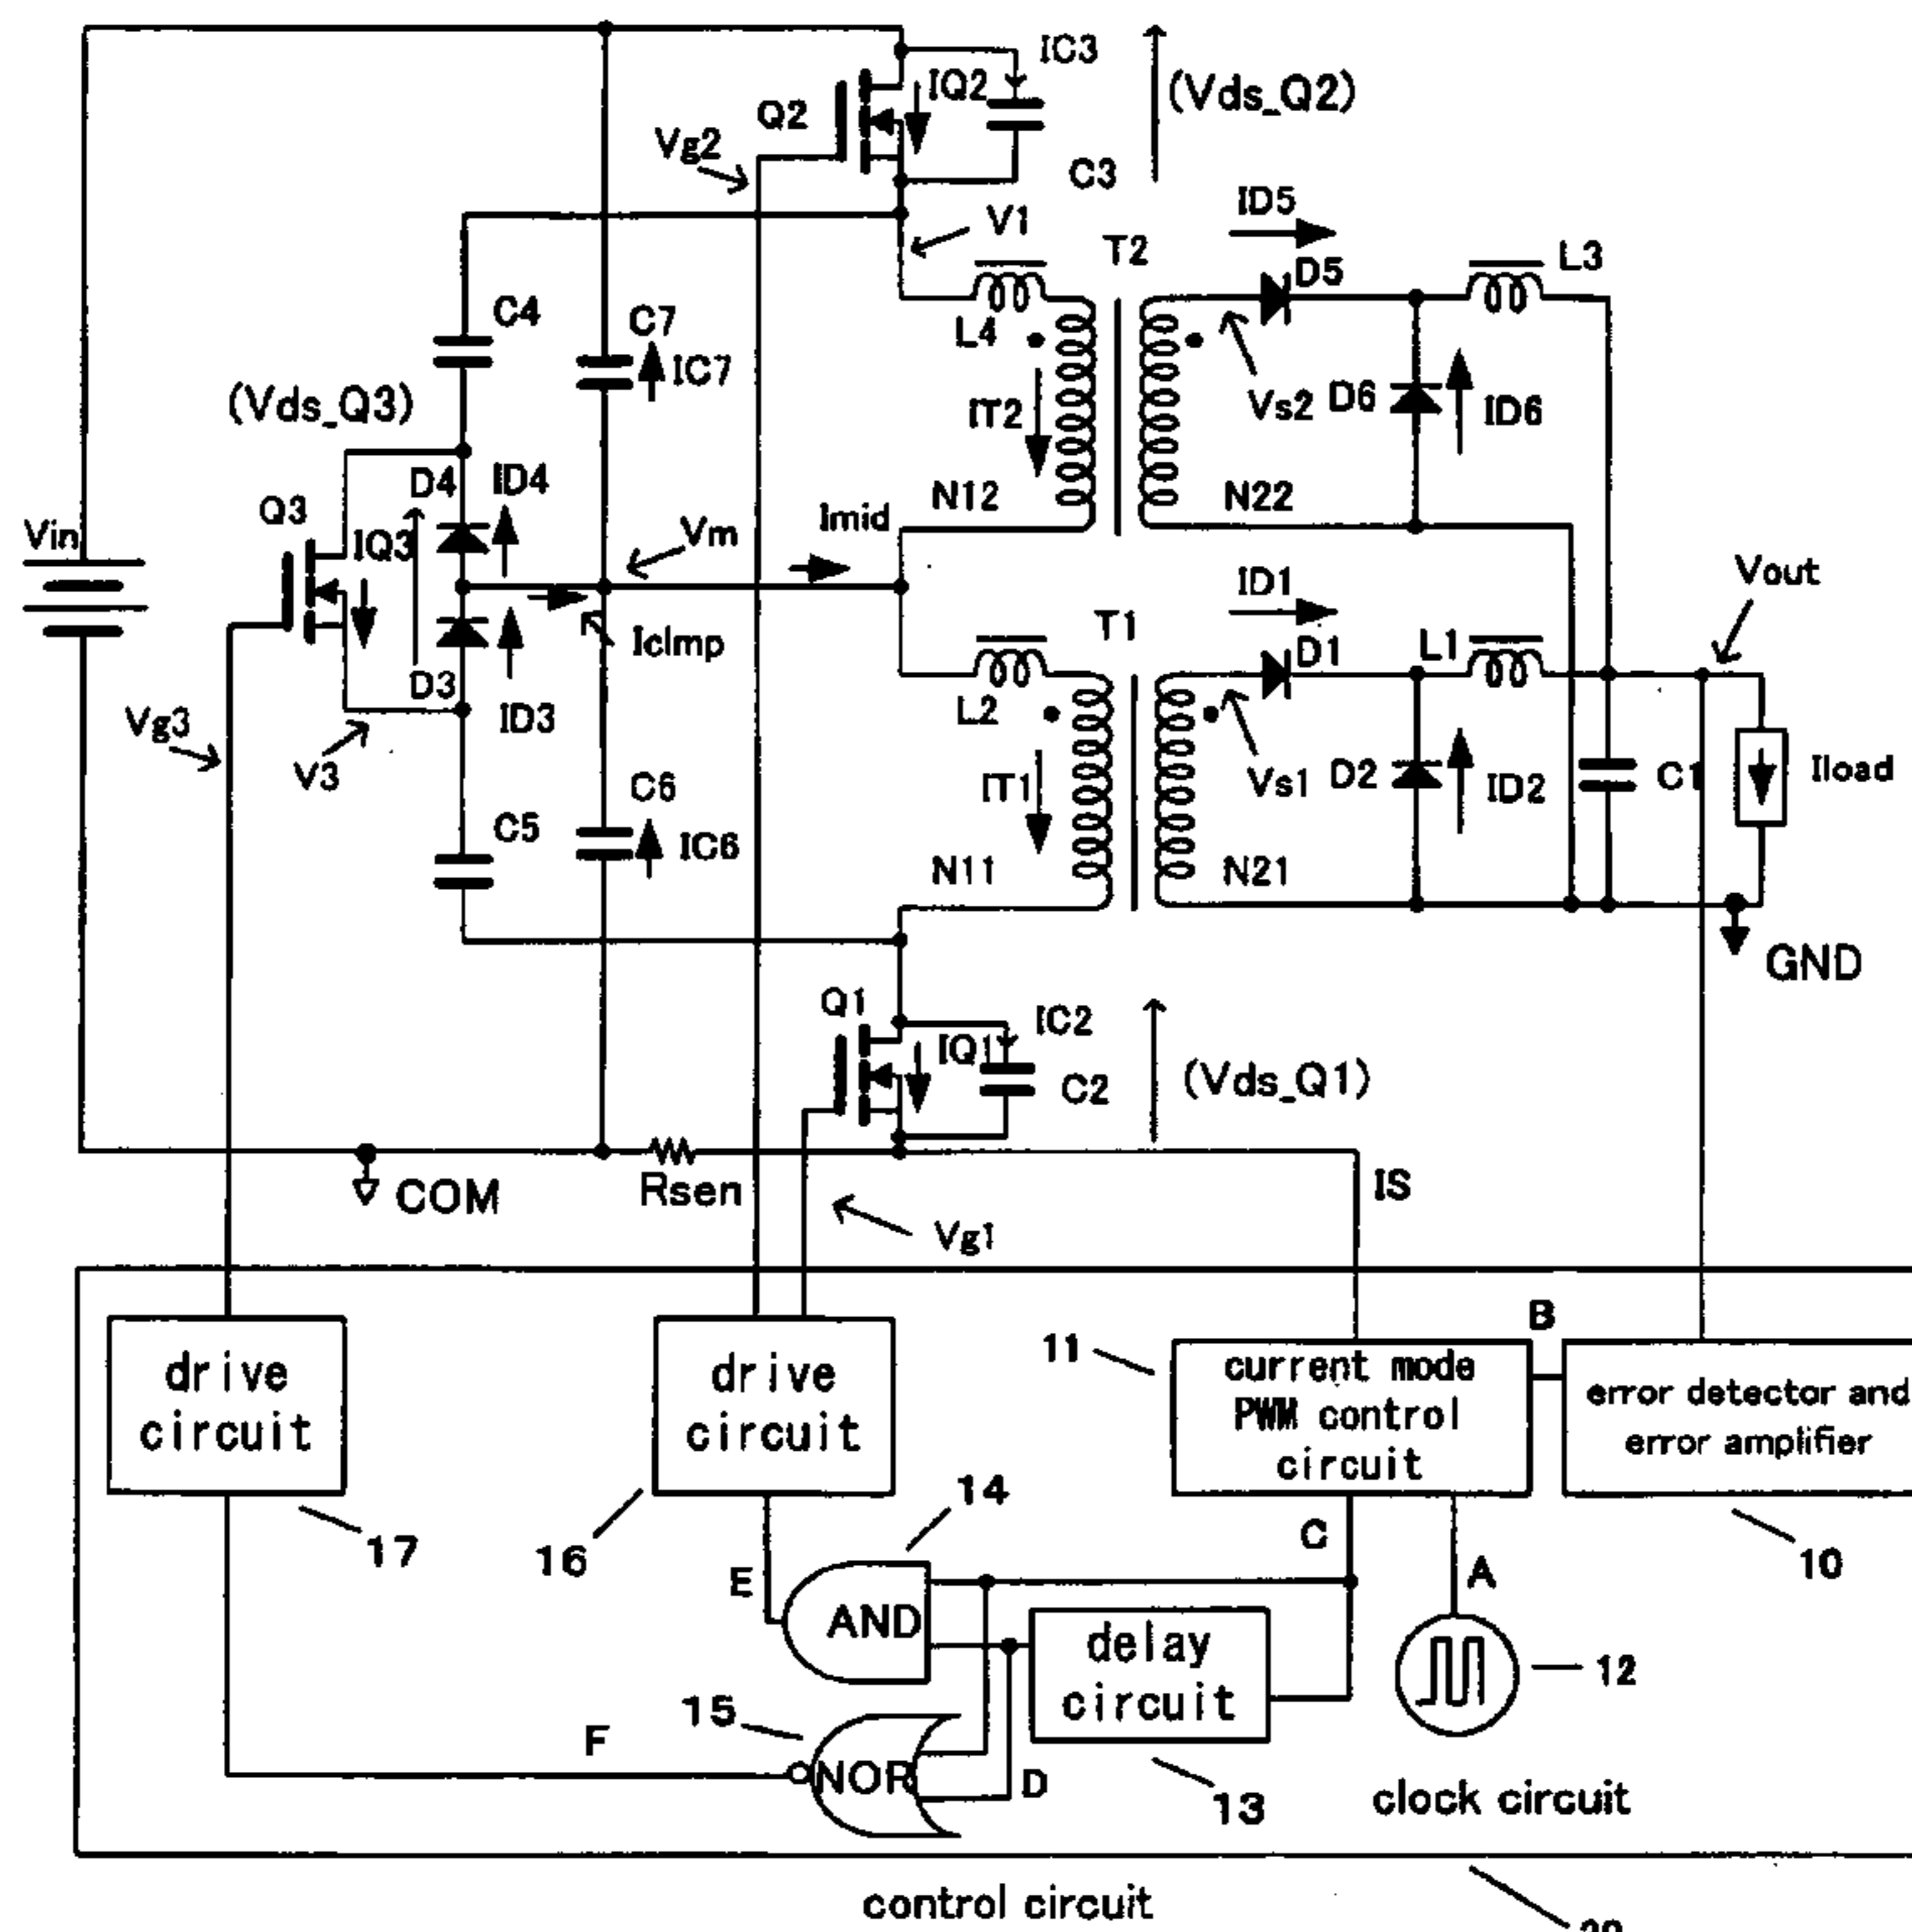 IC3
IQ2
(Vds_Q2)
Q2
Vg2
C3
ID5
V1
T2
D5
L3
C4
C7
L4
IC7
(Vds_Q3)
IT2
Vs2
D6
ID6
D4
ID4
Q3
N12
N22
Imid
Vin
IQ3
Vm
ID1
Vout
T1
Iclmp
D1
L1
D3
ID3
L2
Vg3
V3
IT1
Vs1
D2
ID2
C1
Iload
C6
C5
IC6
N11
N21
GND
Q1
IC2
IQ1
C2
(Vds_Q1)
COM
Rsen
IS
Vg1
B
drive
circuit
drive
circuit
11
current mode
PWM control
circuit
error detector and
error amplifier
14
17
16
C
A
10
E
AND
delay
circuit
12
15
F
NOR
D
13
clock circuit
control circuit